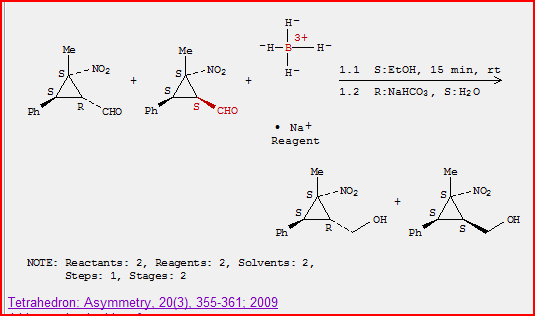 H⁻
3+
⁻H B H⁻
H⁻
Me
S
NO₂
S
R
Ph
CHO
+
Me
S
NO₂
S
S
Ph
CHO
+
1.1 S:EtOH, 15 min, rt
1.2 R:NaHCO₃, S:H₂O
• Na⁺
Reagent
Me
S
NO₂
S
R
Ph
OH
+
Me
S
NO₂
S
S
Ph
OH
NOTE: Reactants: 2, Reagents: 2, Solvents: 2,
Steps: 1, Stages: 2
Tetrahedron: Asymmetry, 20(3), 355-361; 2009